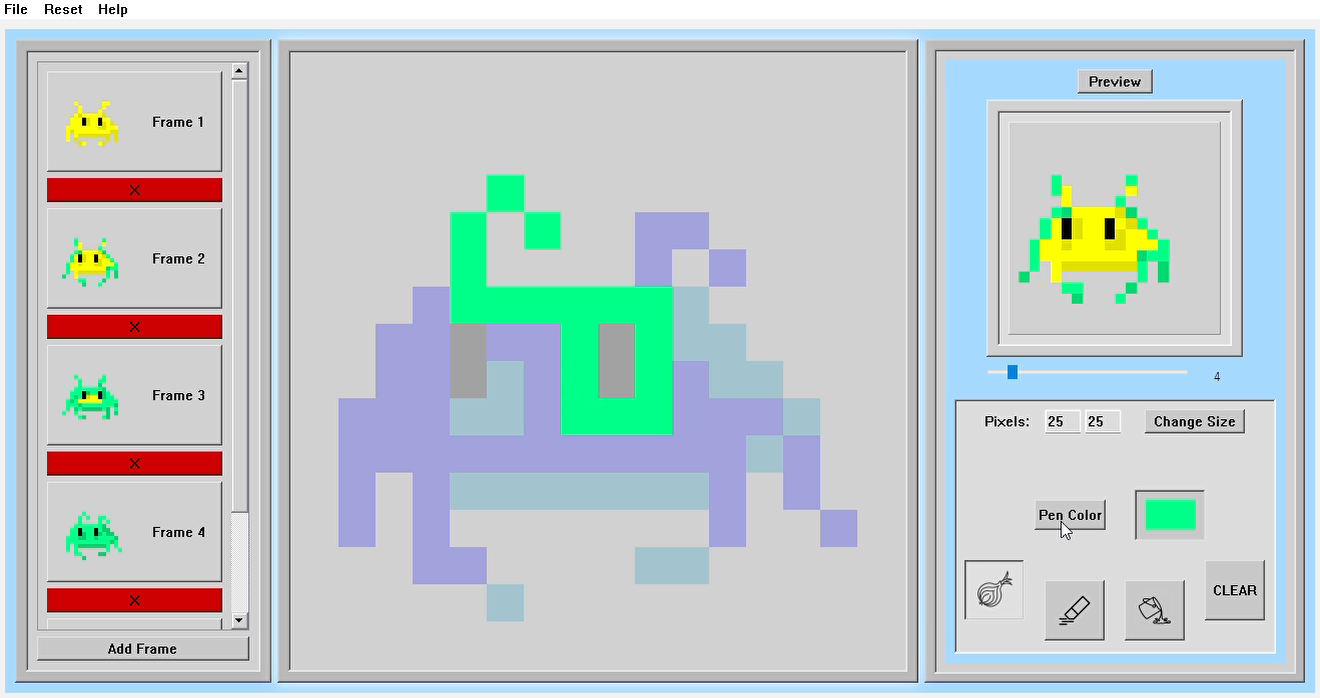 File Reset Help
Frame 1
X
Frame 2
X
Frame 3
X
Frame 4
X
Add Frame
Preview
4
Pixels: 25 25 Change Size
Pen Color
CLEAR